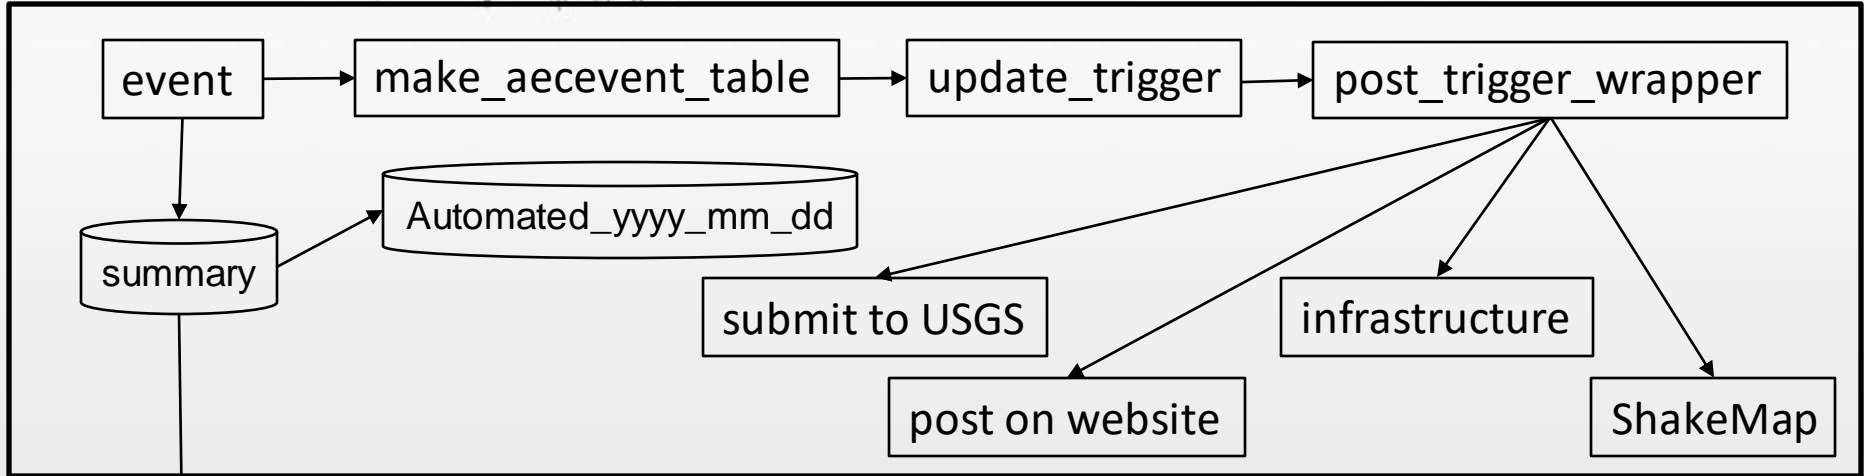 event
make_aecevent_table
update_trigger
post_trigger_wrapper
Automated_yyyy_mm_dd
summary
submit to USGS
infrastructure
post on website
ShakeMap